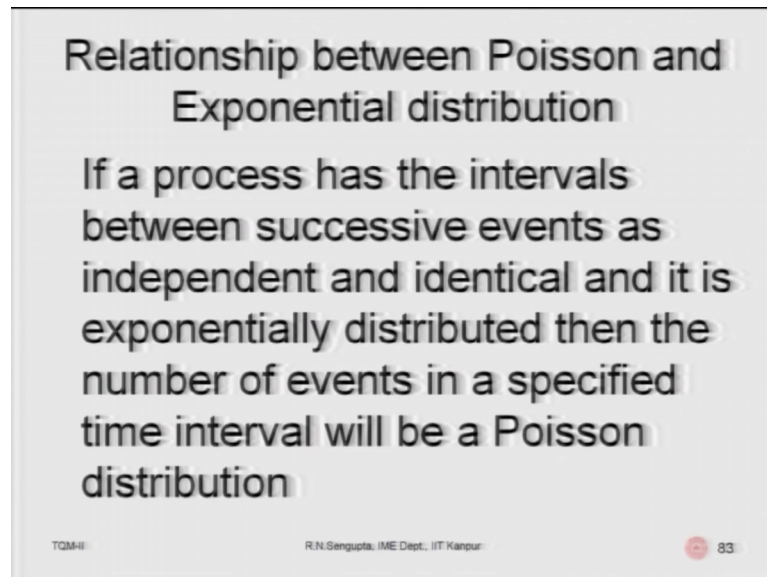 Relationship between Poisson and
Exponential distribution
If a process has the intervals
between successive events as
independent and identical and it is
exponentially distributed then the
number of events in a specified
time interval will be a Poisson
distribution
TQM-II R.N.Sengupta, IME Dept., IIT Kanpur 83